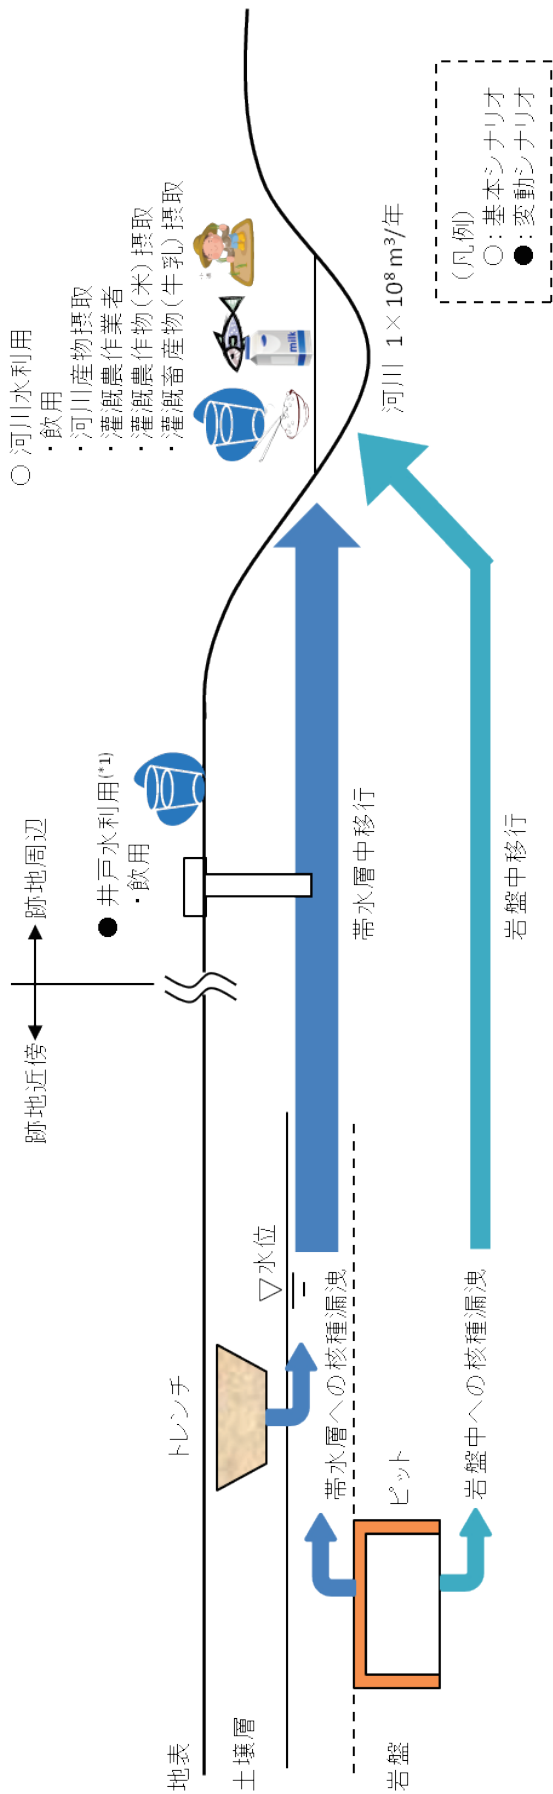 跡地近傍
跡地周辺
○ 河川水利用
・飲用
・河川産物摂取
・灌漑農作業者
・灌漑農作物(米)摂取
・灌漑畜産物(牛乳)摂取
● 井戸水利用(*1)
・飲用
milk
地表
トレンチ
土壌層
▽水位
帯水層への核種漏洩
帯水層中移行
河川 1×10⁸m³/年
岩盤
ピット
岩盤中への核種漏洩
岩盤中移行
(凡例)
○:基本シナリオ
●:変動シナリオ